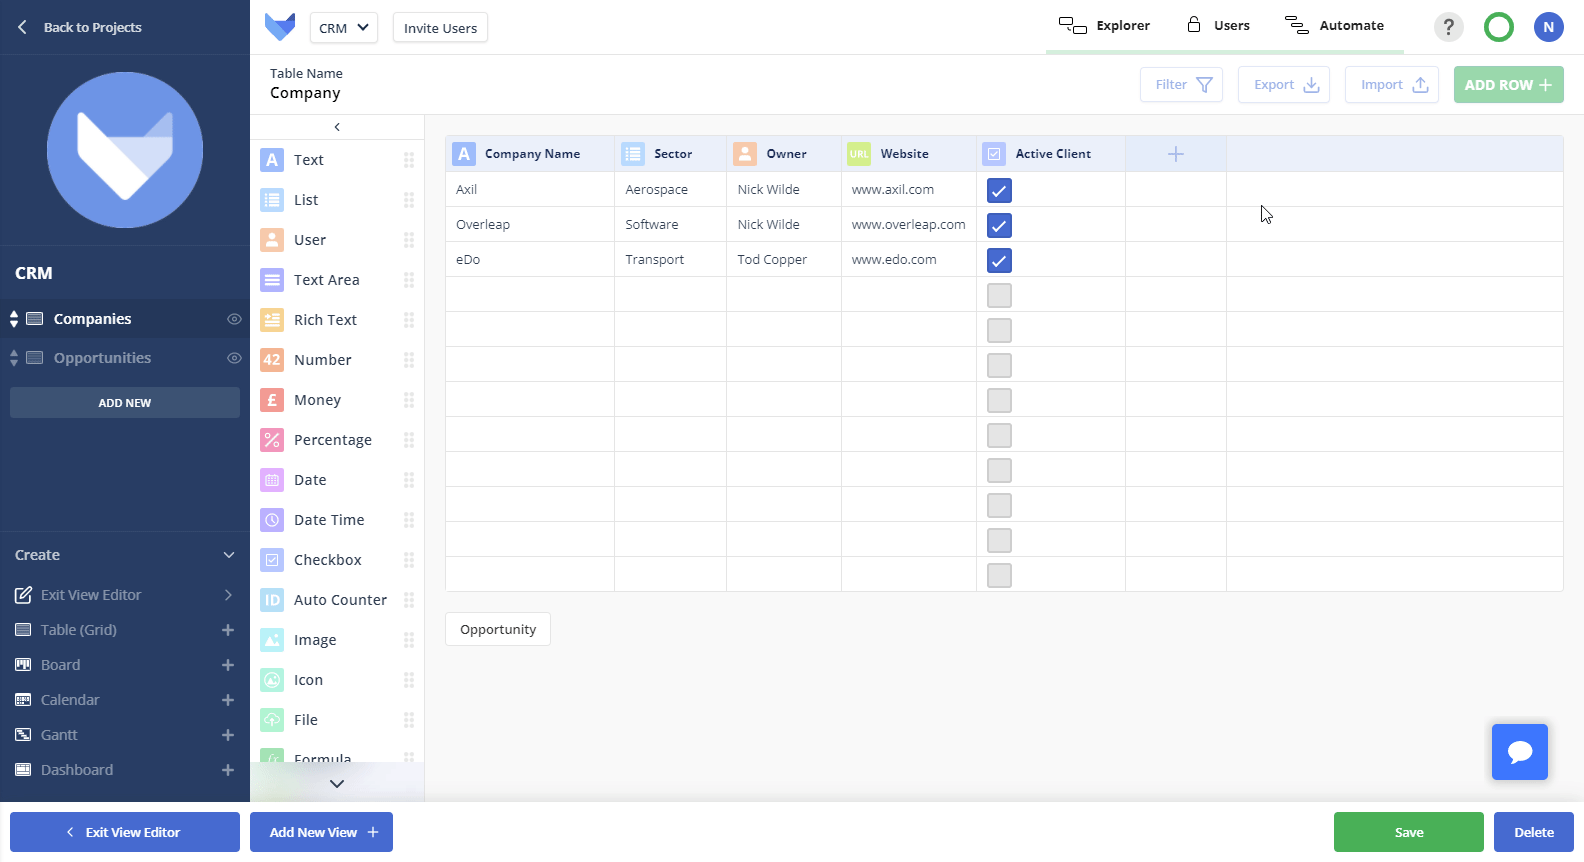 Back to Projects
CRM
Invite Users
Explorer
Users
Automate
?
N
Table Name
Company
Filter
Export
Import
ADD ROW
CRM
Companies
Opportunities
ADD NEW
Create
Exit View Editor
Table (Grid)
Board
Calendar
Gantt
Dashboard
A Text
List
User
Text Area
Rich Text
42 Number
£ Money
% Percentage
Date
Date Time
Checkbox
ID Auto Counter
Image
Icon
File
Formula
A Company Name
Sector
Owner
URL Website
Active Client
Axil Aerospace Nick Wilde www.axil.com
Overleap Software Nick Wilde www.overleap.com
eDo Transport Tod Copper www.edo.com
Opportunity
Exit View Editor
Add New View
Save
Delete